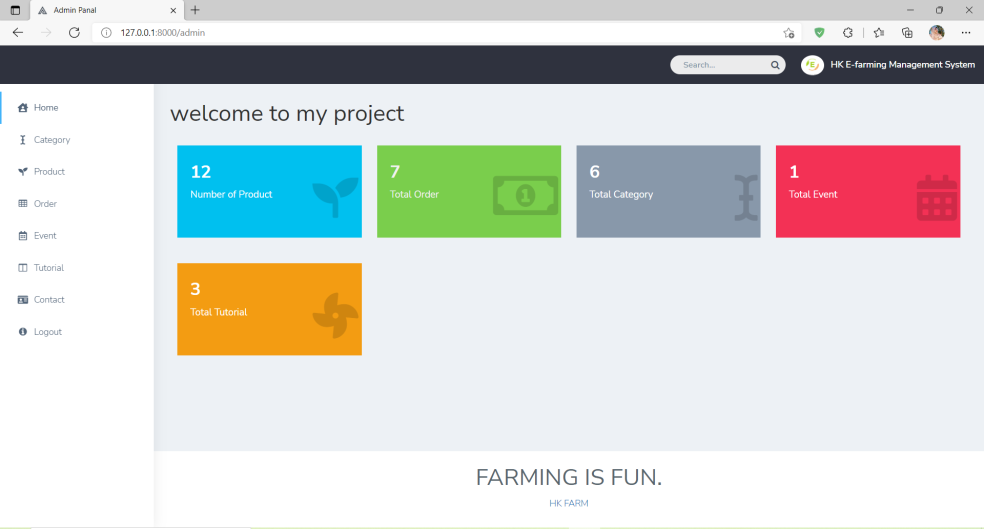 Admin Panal
127.0.0.1:8000/admin
Search...
HK E-farming Management System
Home
Category
Product
Order
Event
Tutorial
Contact
Logout
welcome to my project
12
Number of Product
7
Total Order
1
6
Total Category
1
Total Event
3
Total Tutorial
FARMING IS FUN.
HK FARM